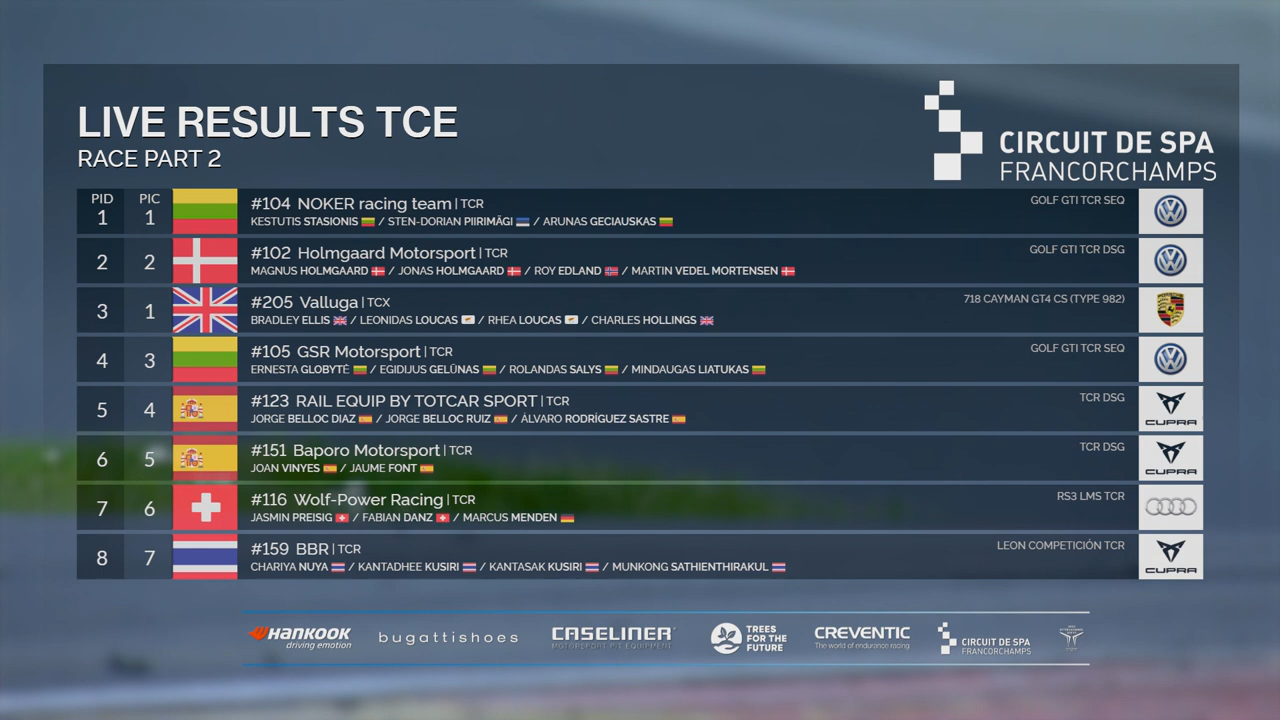 LIVE RESULTS TCE
RACE PART 2
CIRCUIT DE SPA
FRANCORCHAMPS
PID PIC
1 1 #104 NOKER racing team | TCR GOLF GTI TCR SEQ
KESTUTIS STASIONIS / STEN-DORIAN PIIRIMÄGI / ARUNAS GECIAUSKAS
2 2 #102 Holmgaard Motorsport | TCR GOLF GTI TCR DSG
MAGNUS HOLMGAARD / JONAS HOLMGAARD / ROY EDLAND / MARTIN VEDEL MORTENSEN
3 1 #205 Valluga | TCX 718 CAYMAN GT4 CS (TYPE 982)
BRADLEY ELLIS / LEONIDAS LOUCAS / RHEA LOUCAS / CHARLES HOLLINGS
4 3 #105 GSR Motorsport | TCR GOLF GTI TCR SEQ
ERNESTA GLOBYTĖ / EGIDIJUS GELŪNAS / ROLANDAS SALYS / MINDAUGAS LIATUKAS
5 4 #123 RAIL EQUIP BY TOTCAR SPORT | TCR TCR DSG
JORGE BELLOC DIAZ / JORGE BELLOC RUIZ / ÁLVARO RODRÍGUEZ SASTRE
CUPRA
6 5 #151 Baporo Motorsport | TCR TCR DSG
JOAN VINYES / JAUME FONT
CUPRA
7 6 #116 Wolf-Power Racing | TCR RS3 LMS TCR
JASMIN PREISIG / FABIAN DANZ / MARCUS MENDEN
8 7 #159 BBR | TCR LEON COMPETICIÓN TCR
CHARIYA NUYA / KANTADHEE KUSIRI / KANTASAK KUSIRI / MUNKONG SATHIENTHIRAKUL
CUPRA
HANKOOK
driving emotion
bugattishoes
CASELINER
MOTORSPORT PIT EQUIPMENT
TREES
FOR THE
FUTURE
CREVENTIC
The world of endurance racing
CIRCUIT DE SPA
FRANCORCHAMPS